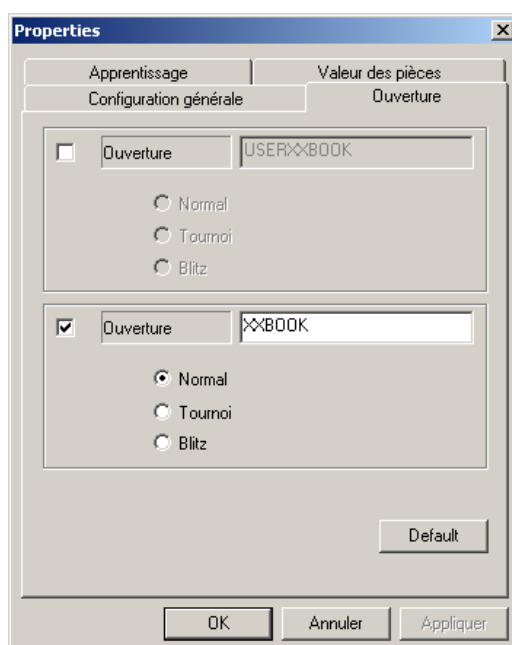 Properties
Apprentissage Valeur des pièces
Configuration générale Ouverture
Ouverture USERXXBOOK
Normal
Tournoi
Blitz
Ouverture XXBOOK
Normal
Tournoi
Blitz
Default
OK Annuler Appliquer